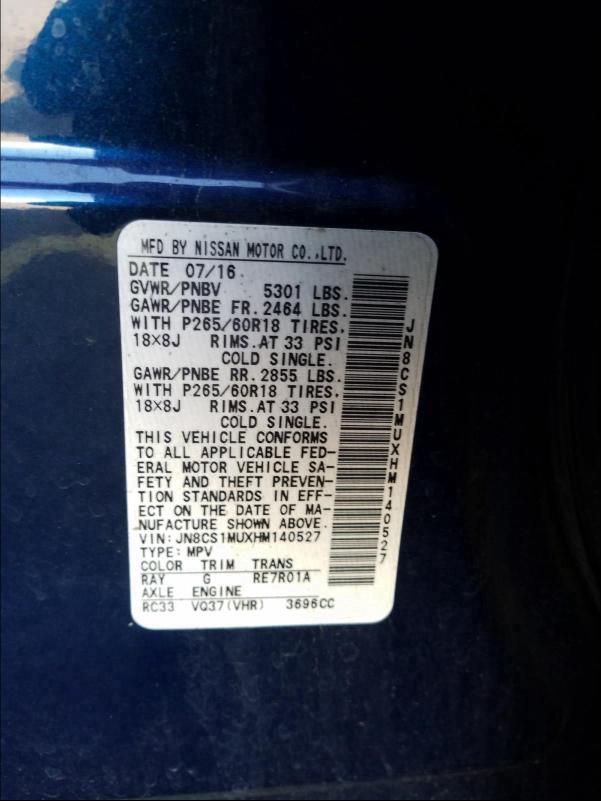 MFD BY NISSAN MOTOR CO.,LTD.
DATE 07/16
GVWR/PNBV 5301 LBS.
GAWR/PNBE FR. 2464 LBS.
WITH P265/60R18 TIRES,
18×8J RIMS.AT 33 PSI
COLD SINGLE.
GAWR/PNBE RR. 2855 LBS.
WITH P265/60R18 TIRES,
18×8J RIMS.AT 33 PSI
COLD SINGLE.
THIS VEHICLE CONFORMS
TO ALL APPLICABLE FED-
ERAL MOTOR VEHICLE SA-
FETY AND THEFT PREVEN-
TION STANDARDS IN EFF-
ECT ON THE DATE OF MA-
NUFACTURE SHOWN ABOVE.
VIN: JN8CS1MUXHM140527
TYPE: MPV
COLOR TRIM TRANS
RAY G RE7R01A
AXLE ENGINE
RC33 VQ37(VHR) 3696CC
JN8CS1MUXHM140527